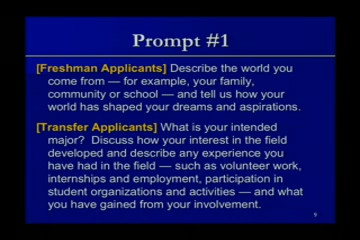 Prompt #1
[Freshman Applicants] Describe the world you
come from — for example, your family,
community or school — and tell us how your
world has shaped your dreams and aspirations.
[Transfer Applicants] What is your intended
major? Discuss how your interest in the field
developed and describe any experience you
have had in the field — such as volunteer work,
internships and employment, participation in
student organizations and activities — and what
you have gained from your involvement.